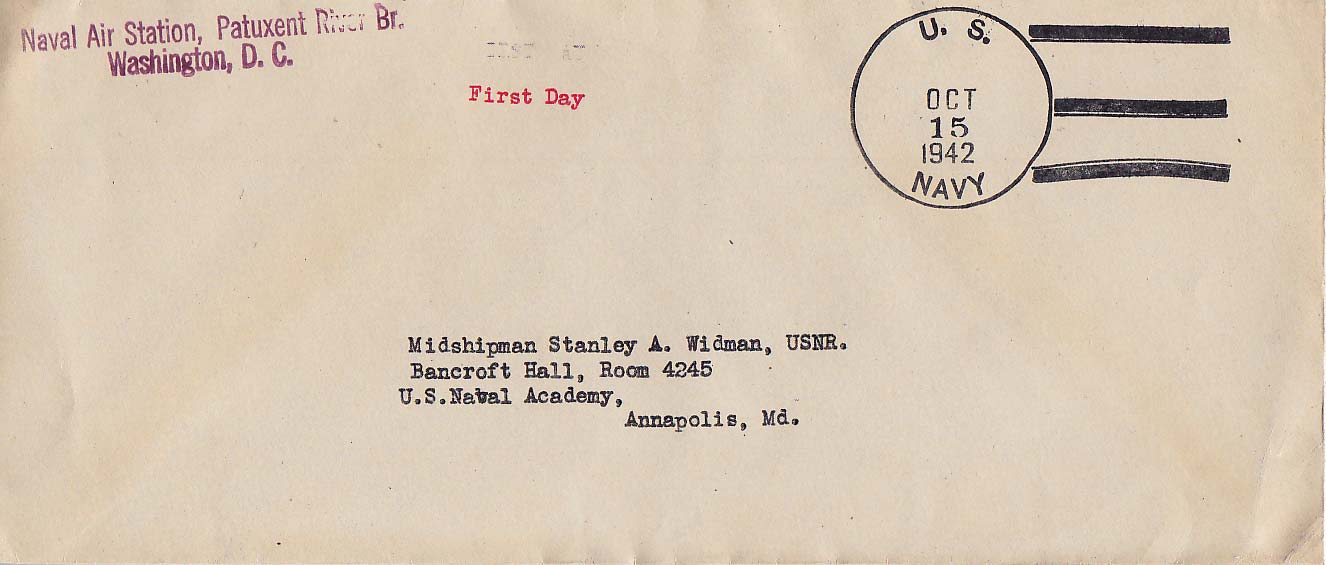 Naval Air Station, Patuxent River Br.
Washington, D. C.
First Day
U. S.
OCT
15
1942
NAVY
Midshipman Stanley A. Widman, USNR.
Bancroft Hall, Room 4245
U.S.Naval Academy,
Annapolis, Md.